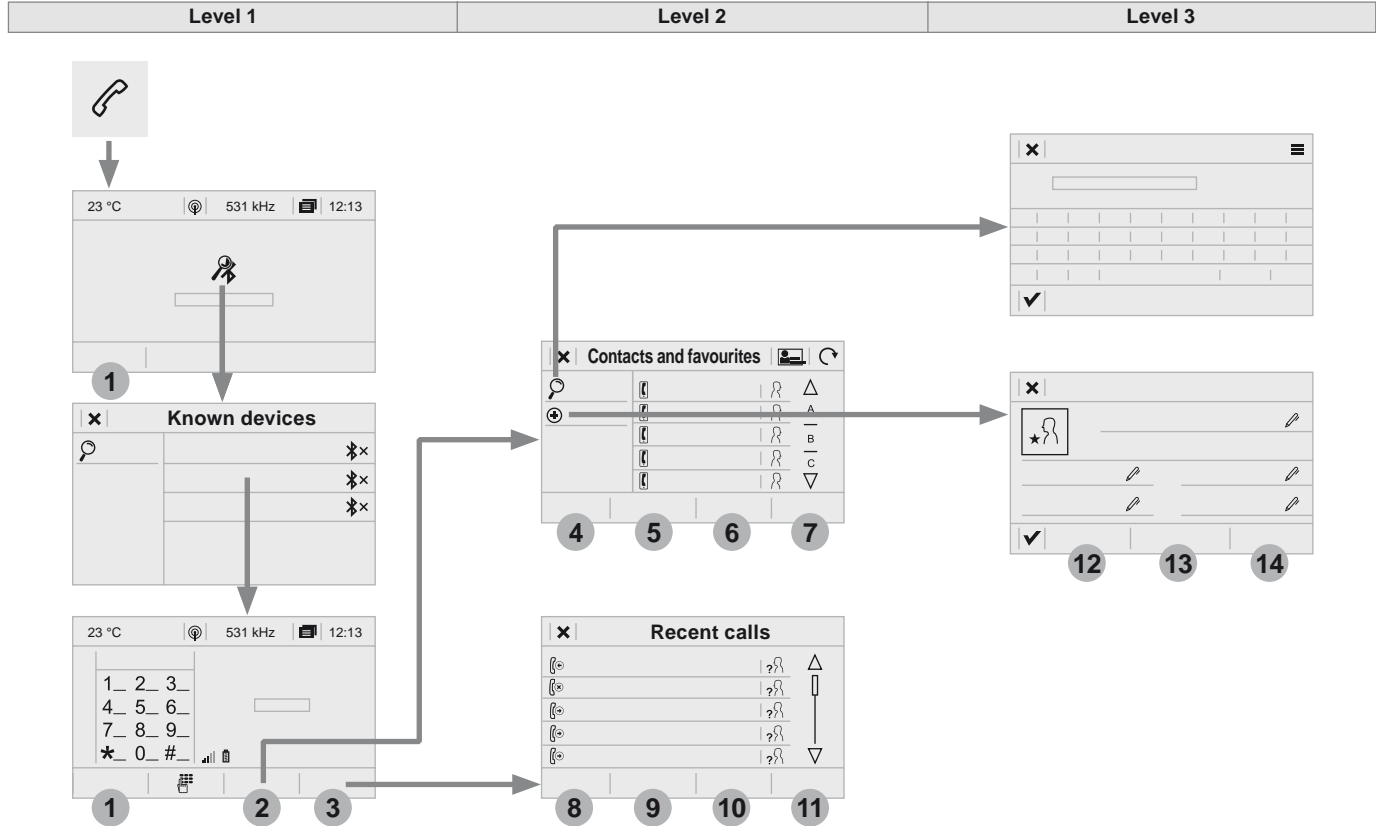 Level 1 Level 2 Level 3
23 °C 531 kHz 12:13
1
Known devices
23 °C 531 kHz 12:13
1_ 2_ 3_
4_ 5_ 6_
7_ 8_ 9_
*_ 0_ #_
1 2 3
Contacts and favourites
A
B
C
4 5 6 7
Recent calls
?
?
?
?
?
8 9 10 11
12 13 14